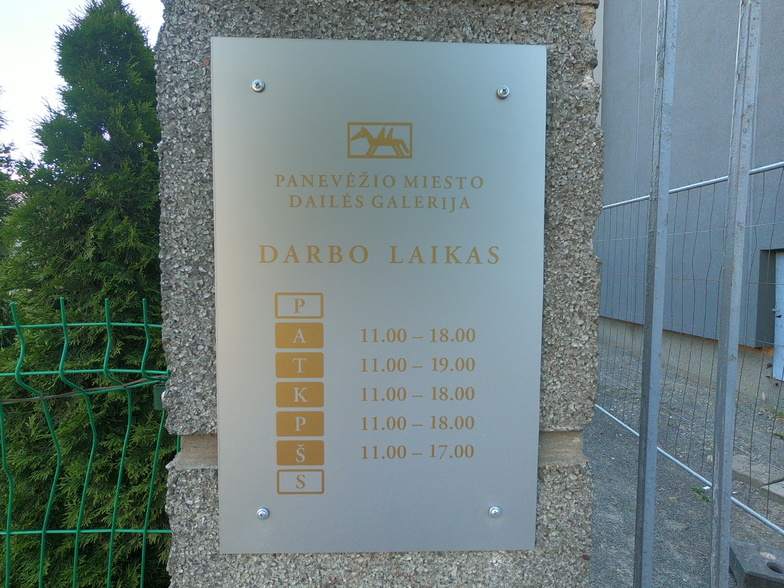 PANEVĖŽIO MIESTO
DAILĖS GALERIJA
DARBO LAIKAS
P
A 11.00 – 18.00
T 11.00 – 19.00
K 11.00 – 18.00
P 11.00 – 18.00
Š 11.00 – 17.00
S